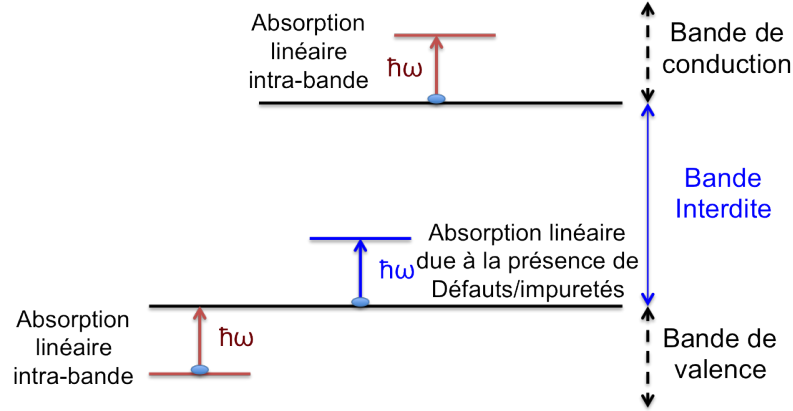 Absorption
linéaire
intra-bande
ħω
Bande de
conduction
Bande
Interdite
Absorption linéaire
due à la présence de
Défauts/impuretés
ħω
Absorption
linéaire
intra-bande
ħω
Bande de
valence